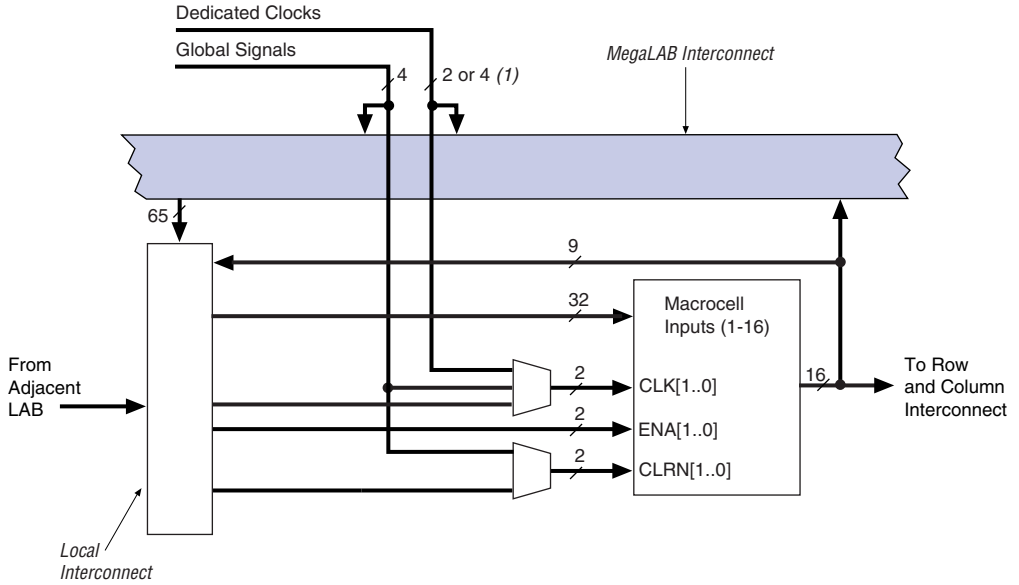 Dedicated Clocks
Global Signals
MegaLAB Interconnect
4
2 or 4 (1)
65
9
32
Macrocell
Inputs (1-16)
From
Adjacent
LAB
2
CLK[1..0]
16
To Row
and Column
Interconnect
2
ENA[1..0]
2
CLRN[1..0]
Local
Interconnect